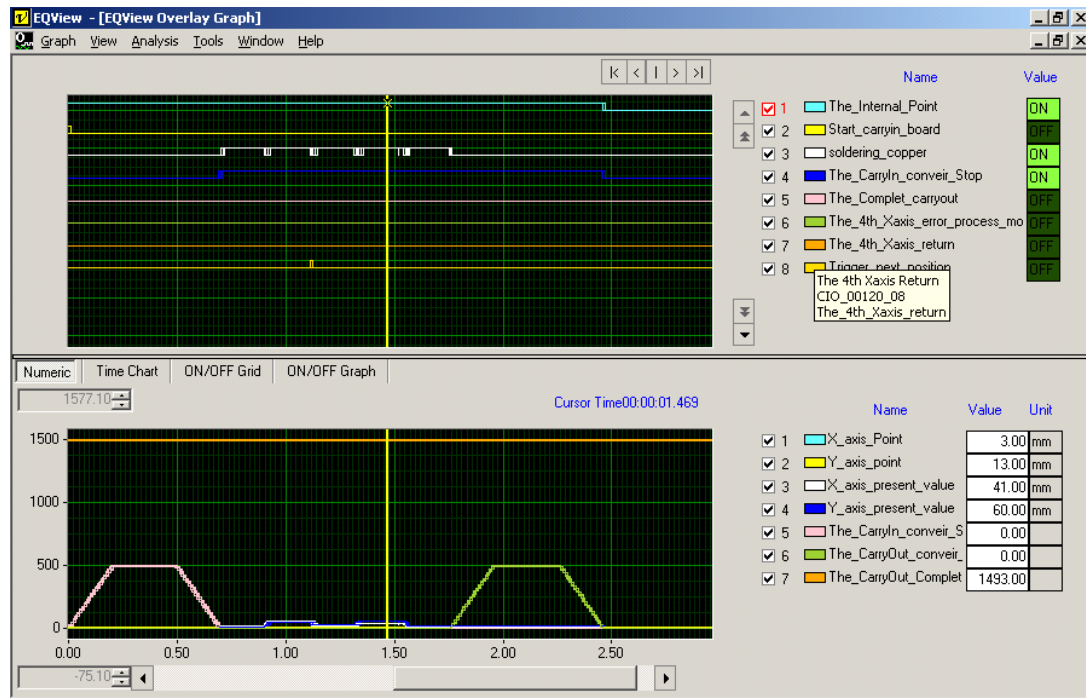 EQView - [EQView Overlay Graph]
Graph View Analysis Tools Window Help
Name Value
1 The_Internal_Point ON
2 Start_carryin_board OFF
3 soldering_copper ON
4 The_CarryIn_conveir_Stop ON
5 The_Complet_carryout OFF
6 The_4th_Xaxis_error_process_mo OFF
7 The_4th_Xaxis_return OFF
8 Trigger_next_position OFF
The 4th Xaxis Return
CIO_00120_08
The_4th_Xaxis_return
Numeric Time Chart ON/OFF Grid ON/OFF Graph
1577.10
Cursor Time00:00:01.469
Name Value Unit
1500
1000
500
0
0.00 0.50 1.00 1.50 2.00 2.50
-75.10
1 X_axis_Point 3.00 mm
2 Y_axis_point 13.00 mm
3 X_axis_present_value 41.00 mm
4 Y_axis_present_value 60.00 mm
5 The_CarryIn_conveir_S 0.00
6 The_CarryOut_conveir_ 0.00
7 The_CarryOut_Complet 1493.00